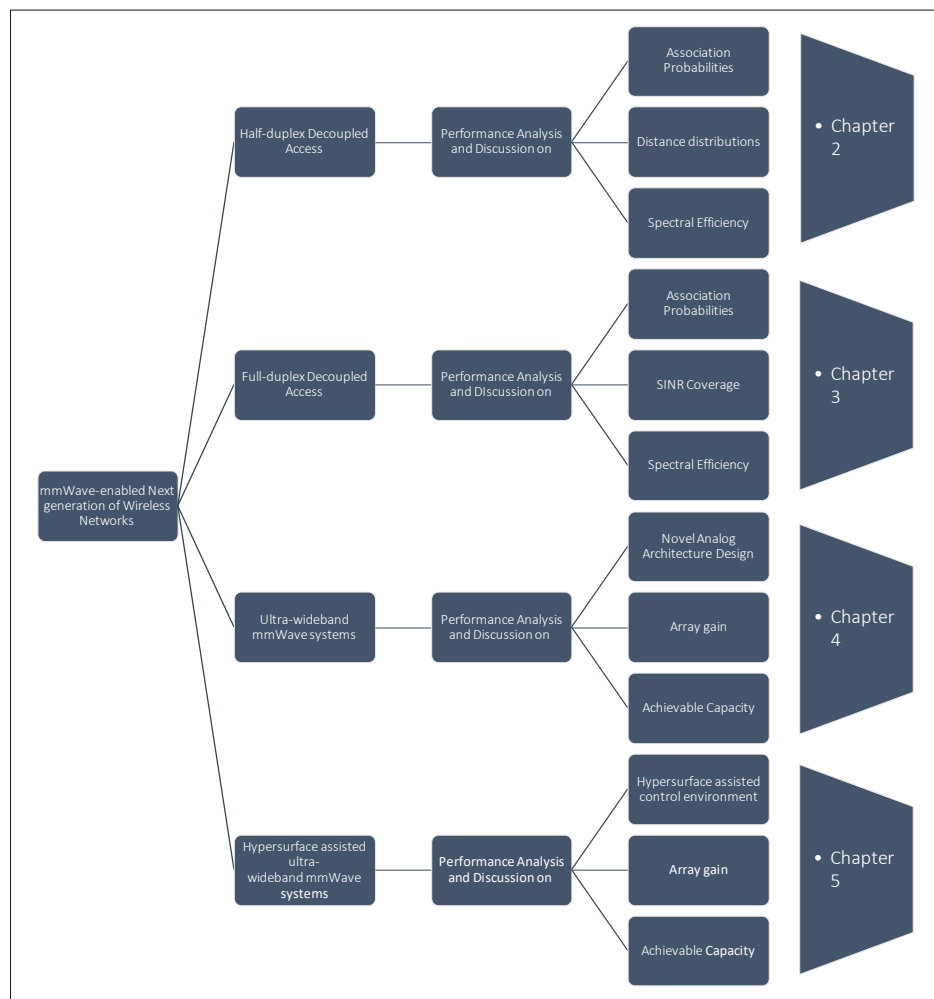 mmWave-enabled Next
generation of Wireless
Networks
Half-duplex Decoupled
Access
Performance Analysis
and Discussion on
Association
Probabilities
Distance distributions
Spectral Efficiency
• Chapter
2
Full-duplex Decoupled
Access
Performance Analysis
and DIscussion on
Association
Probabilities
SINR Coverage
Spectral Efficiency
• Chapter
3
Ultra-wideband
mmWave systems
Performance Analysis
and Discussion on
Novel Analog
Architecture Design
Array gain
Achievable Capacity
• Chapter
4
Hypersurface assisted
ultra-
wideband mmWave
systems
Performance Analysis
and Discussion on
Hypersurface assisted
control environment
Array gain
Achievable Capacity
• Chapter
5